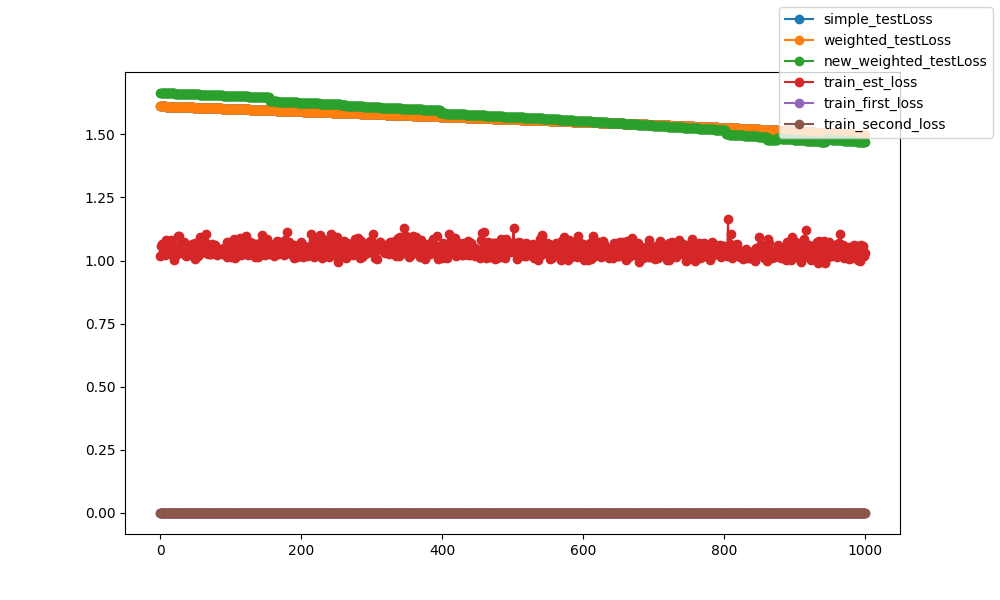 simple_testLoss
weighted_testLoss
new_weighted_testLoss
train_est_loss
train_first_loss
train_second_loss
1.50
1.25
1.00
0.75
0.50
0.25
0.00
0 200 400 600 800 1000